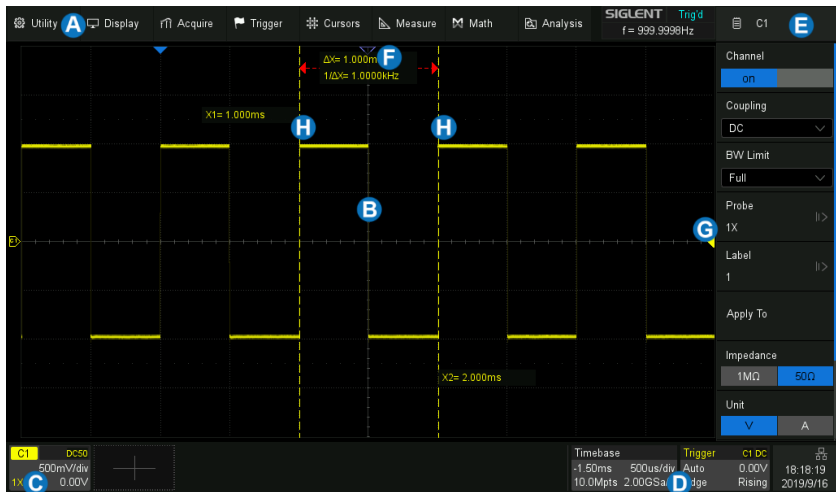 Utility A Display Acquire Trigger Cursors Measure Math Analysis
SIGLENT Trig'd
f = 999.9998Hz
C1 E
ΔX= 1.000m F
1/ΔX= 1.0000kHz
X1= 1.000ms
H H
B
G
C1
X2= 2.000ms
Channel
on
Coupling
DC
BW Limit
Full
Probe
1X
Label
1
Apply To
Impedance
1MΩ 50Ω
Unit
V A
C1 DC50
500mV/div
1X C 0.00V
Timebase
-1.50ms 500us/div
10.0Mpts 2.00GSa/
D
Trigger C1 DC
Auto 0.00V
Rising
18:18:19
2019/9/16